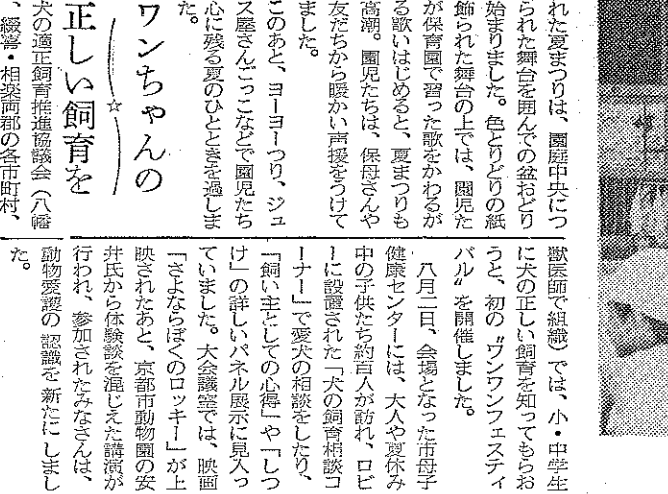 れた夏まつりは、園庭中央につ
られた舞台を囲んでの盆おどり
始まりました。色とりどりの紙
飾られた舞台の上では、園児た
が保育園で習った歌をかわるが
る歌いはじめると、夏まつりも
高潮。園児たちは、保母さんや
友だちから暖かい声援をうけて
ました。
このあと、ヨーヨーつり、ジュ
ス屋さんごっこなどで園児たち
心に残る夏のひとときを過しま
た。
ワンちゃんの
☆
正しい飼育を
犬の適正飼育推進協議会（八幡
、綴喜・相楽両郡の各市町村、
獣医師で組織）では、小・中学生
に犬の正しい飼育を知ってもらお
うと、初の〝ワンワンフェスティ
バル〟を開催しました。
八月二日、会場となった市母子
健康センターには、大人や夏休み
中の子供たち約百人が訪れ、ロビ
ーに設置された「犬の飼育相談コ
ーナー」で愛犬の相談をしたり、
「飼い主としての心得」や「しつ
け」の詳しいパネル展示に見入っ
ていました。大会議室では、映画
「さよならぼくのロッキー」が上
映されたあと、京都市動物園の安
井氏から体験談を混じえた講演が
行われ、参加されたみなさんは、
動物愛護の認識を新たにしまし
た。